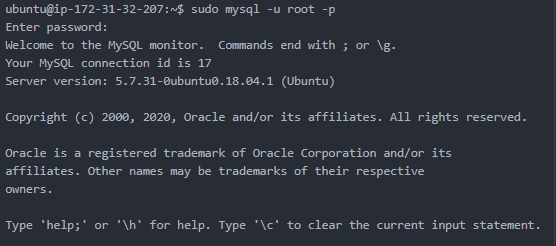 ubuntu@ip-172-31-32-207:~$ sudo mysql -u root -p
Enter password:
Welcome to the MySQL monitor.  Commands end with ; or \g.
Your MySQL connection id is 17
Server version: 5.7.31-0ubuntu0.18.04.1 (Ubuntu)
Copyright (c) 2000, 2020, Oracle and/or its affiliates. All rights reserved.
Oracle is a registered trademark of Oracle Corporation and/or its
affiliates. Other names may be trademarks of their respective
owners.
Type 'help;' or '\h' for help. Type '\c' to clear the current input statement.